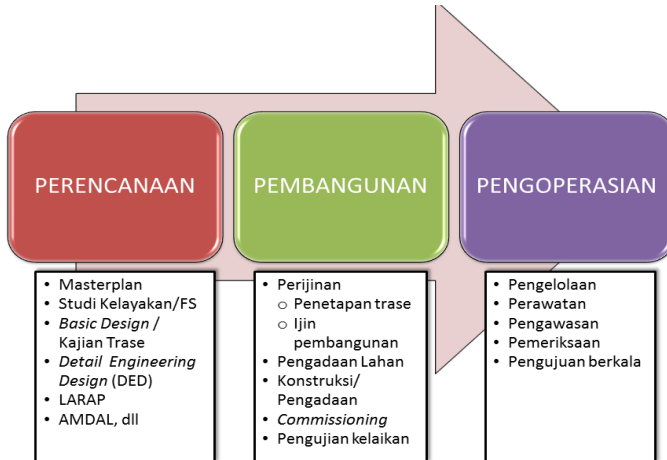 PERENCANAAN
PEMBANGUNAN
PENGOPERASIAN
• Masterplan
• Studi Kelayakan/FS
• Basic Design /
Kajian Trase
• Detail Engineering
Design (DED)
• LARAP
• AMDAL, dll
• Perijinan
o Penetapan trase
o Ijin
pembangunan
• Pengadaan Lahan
• Konstruksi/
Pengadaan
• Commissioning
• Pengujian kelaikan
• Pengelolaan
• Perawatan
• Pengawasan
• Pemeriksaan
• Pengujuan berkala